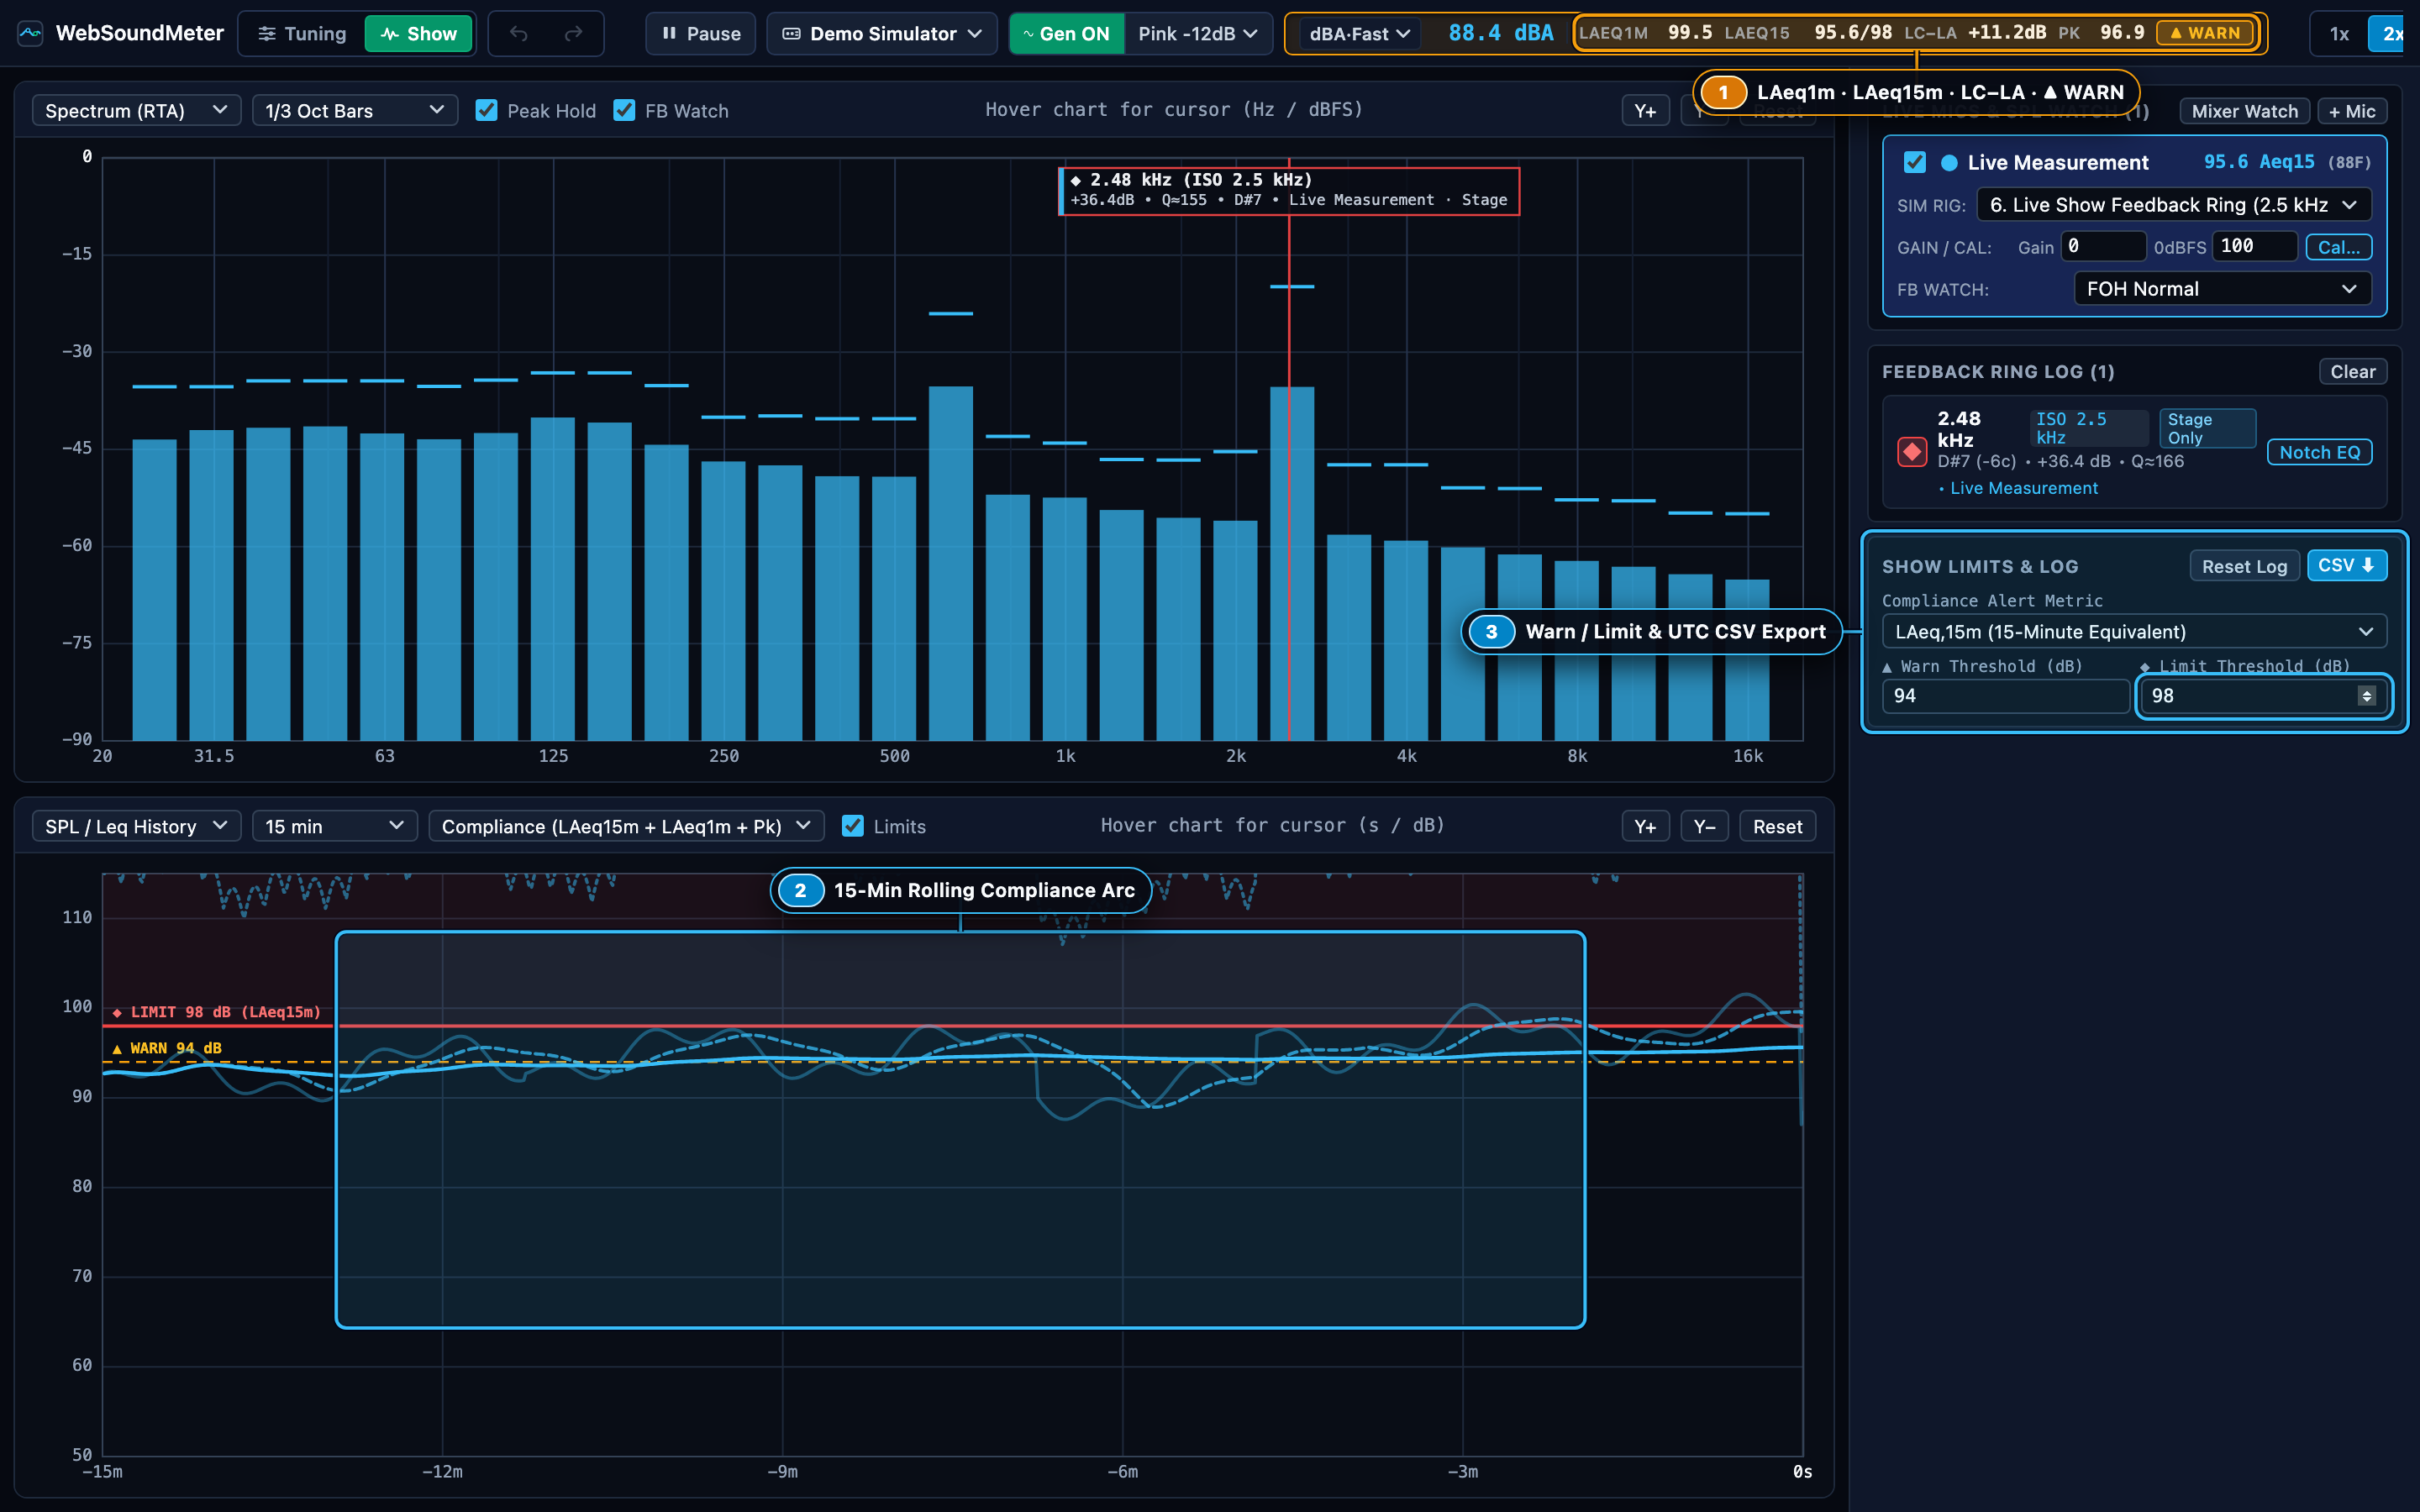 WebSoundMeter Tuning Show Pause Demo Simulator ~ Gen ON Pink -12dB dBA·Fast 88.4 dBA LAEQ1M 99.5 LAEQ15 95.6/98 LC−LA +11.2dB PK 96.9 ▲ WARN 1x 2x
1 LAeq1m · LAeq15m · LC−LA · ▲ WARN
Spectrum (RTA) 1/3 Oct Bars Peak Hold FB Watch Hover chart for cursor (Hz / dBFS) Y+
◆ 2.48 kHz (ISO 2.5 kHz)
+36.4dB • Q≈155 • D#7 • Live Measurement · Stage
0
−15
−30
−45
−60
−75
−90
20 31.5 63 125 250 500 1k 2k 4k 8k 16k
LIVE MICS & SPL WATCH (1) Mixer Watch + Mic
Live Measurement 95.6 Aeq15 (88F)
SIM RIG: 6. Live Show Feedback Ring (2.5 kHz
GAIN / CAL: Gain 0 0dBFS 100 Cal...
FB WATCH: FOH Normal
FEEDBACK RING LOG (1) Clear
2.48 kHz ISO 2.5 kHz Stage Only
D#7 (-6c) • +36.4 dB • Q≈166
• Live Measurement
Notch EQ
SHOW LIMITS & LOG Reset Log CSV ⬇
Compliance Alert Metric
LAeq,15m (15-Minute Equivalent)
▲ Warn Threshold (dB) ◆ Limit Threshold (dB)
94 98
3 Warn / Limit & UTC CSV Export
SPL / Leq History 15 min Compliance (LAeq15m + LAeq1m + Pk) Limits Hover chart for cursor (s / dB) Y+ Y− Reset
2 15-Min Rolling Compliance Arc
110
100
◆ LIMIT 98 dB (LAeq15m)
▲ WARN 94 dB
90
80
70
60
50
−15m −12m −9m −6m −3m 0s